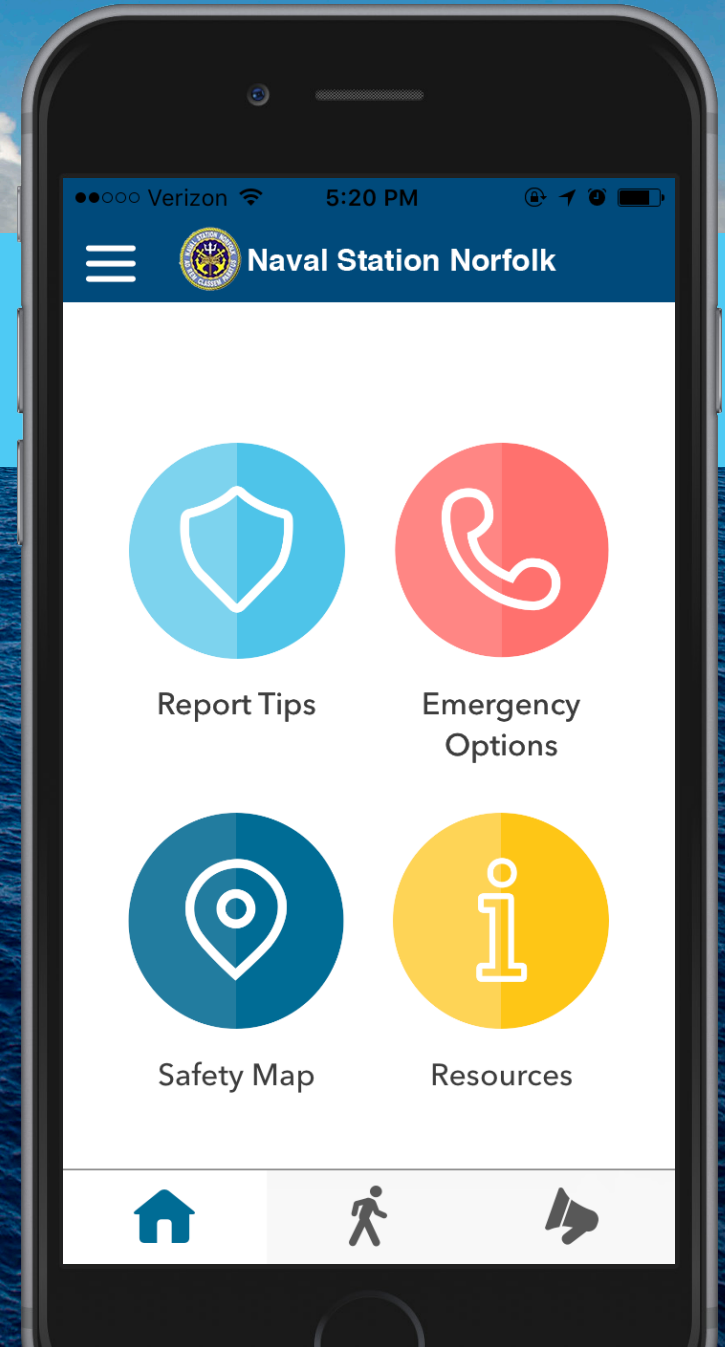 Verizon 5:20 PM
Naval Station Norfolk
Report Tips
Emergency
Options
Safety Map
Resources